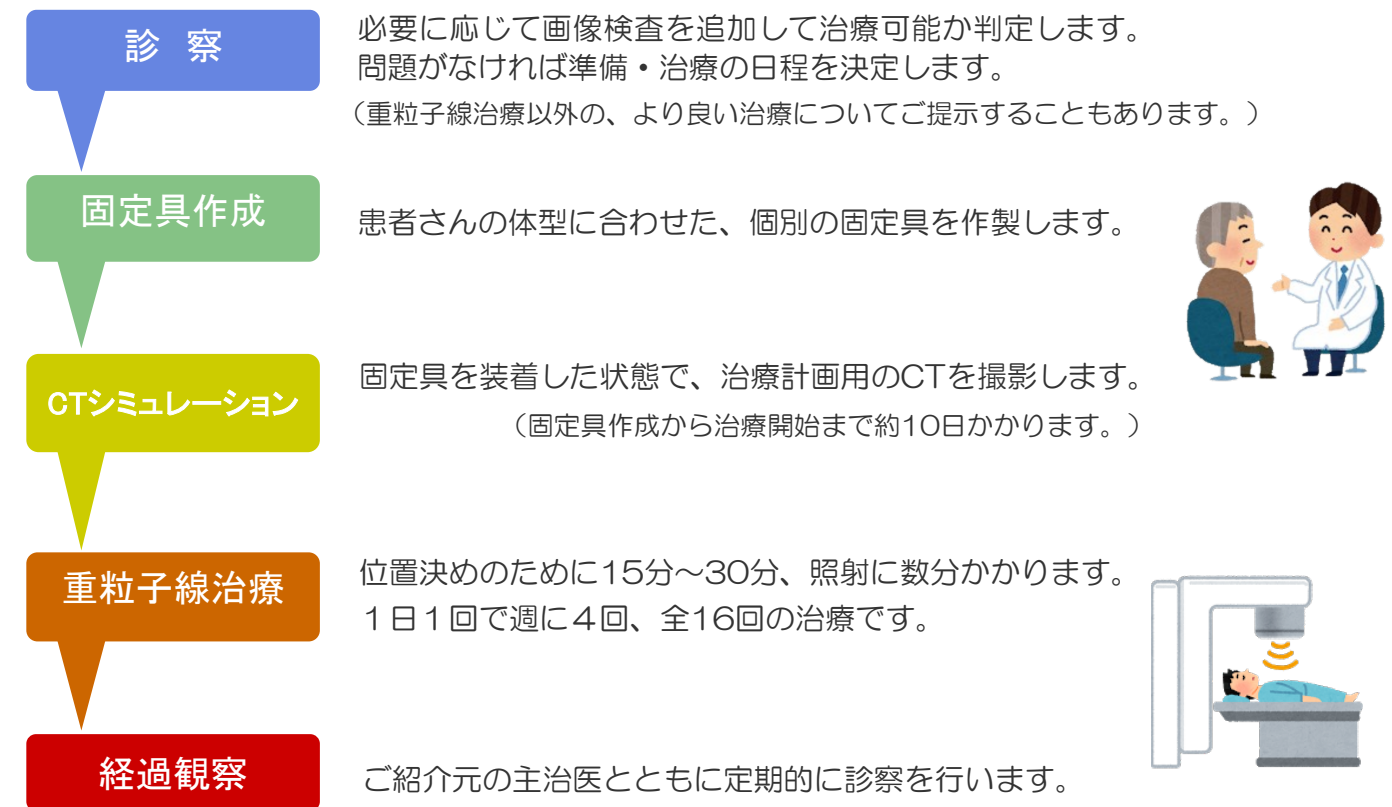 診 察
必要に応じて画像検査を追加して治療可能か判定します。
問題がなければ準備・治療の日程を決定します。
（重粒子線治療以外の、より良い治療についてご提示することもあります。）
固定具作成
患者さんの体型に合わせた、個別の固定具を作製します。
CTシミュレーション
固定具を装着した状態で、治療計画用のCTを撮影します。
（固定具作成から治療開始まで約10日かかります。）
重粒子線治療
位置決めのために15分～30分、照射に数分かかります。
１日１回で週に４回、全16回の治療です。
経過観察
ご紹介元の主治医とともに定期的に診察を行います。